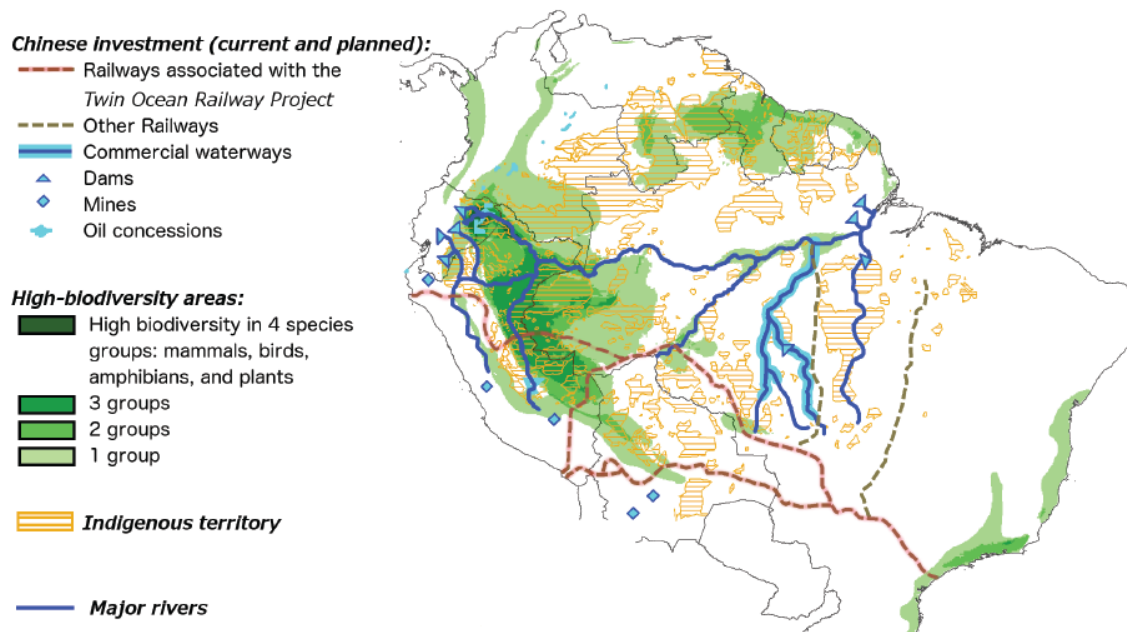 Chinese investment (current and planned):
Railways associated with the
Twin Ocean Railway Project
Other Railways
Commercial waterways
Dams
Mines
Oil concessions
High-biodiversity areas:
High biodiversity in 4 species
groups: mammals, birds,
amphibians, and plants
3 groups
2 groups
1 group
Indigenous territory
Major rivers